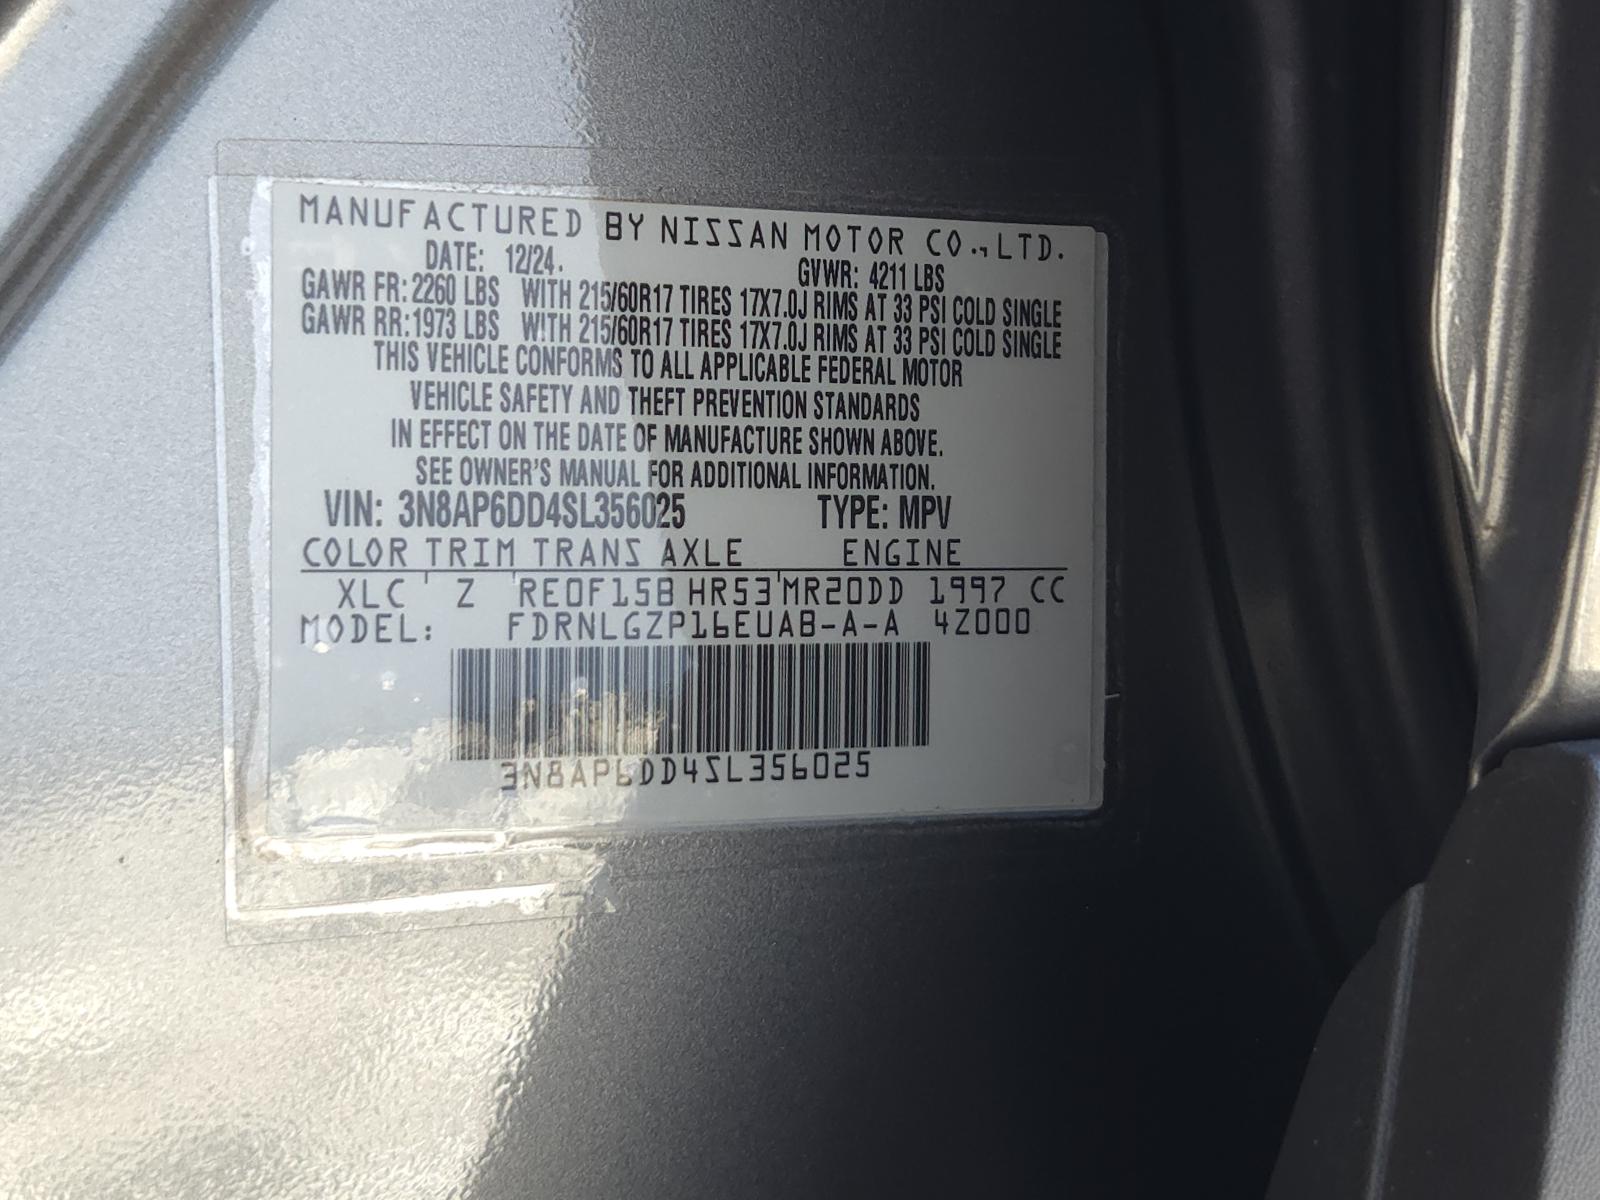 MANUFACTURED BY NISSAN MOTOR CO.,LTD.
DATE: 12/24. GVWR: 4211 LBS
GAWR FR: 2260 LBS WITH 215/60R17 TIRES 17X7.0J RIMS AT 33 PSI COLD SINGLE
GAWR RR: 1973 LBS WITH 215/60R17 TIRES 17X7.0J RIMS AT 33 PSI COLD SINGLE
THIS VEHICLE CONFORMS TO ALL APPLICABLE FEDERAL MOTOR
VEHICLE SAFETY AND THEFT PREVENTION STANDARDS
IN EFFECT ON THE DATE OF MANUFACTURE SHOWN ABOVE.
SEE OWNER'S MANUAL FOR ADDITIONAL INFORMATION.
VIN: 3N8AP6DD4SL356025 TYPE: MPV
COLOR TRIM TRANS AXLE ENGINE
XLC Z RE0F15B HR53 MR20DD 1997 CC
MODEL: FDRNLGZP16EUAB-A-A 4Z000
3N8AP6DD4SL356025